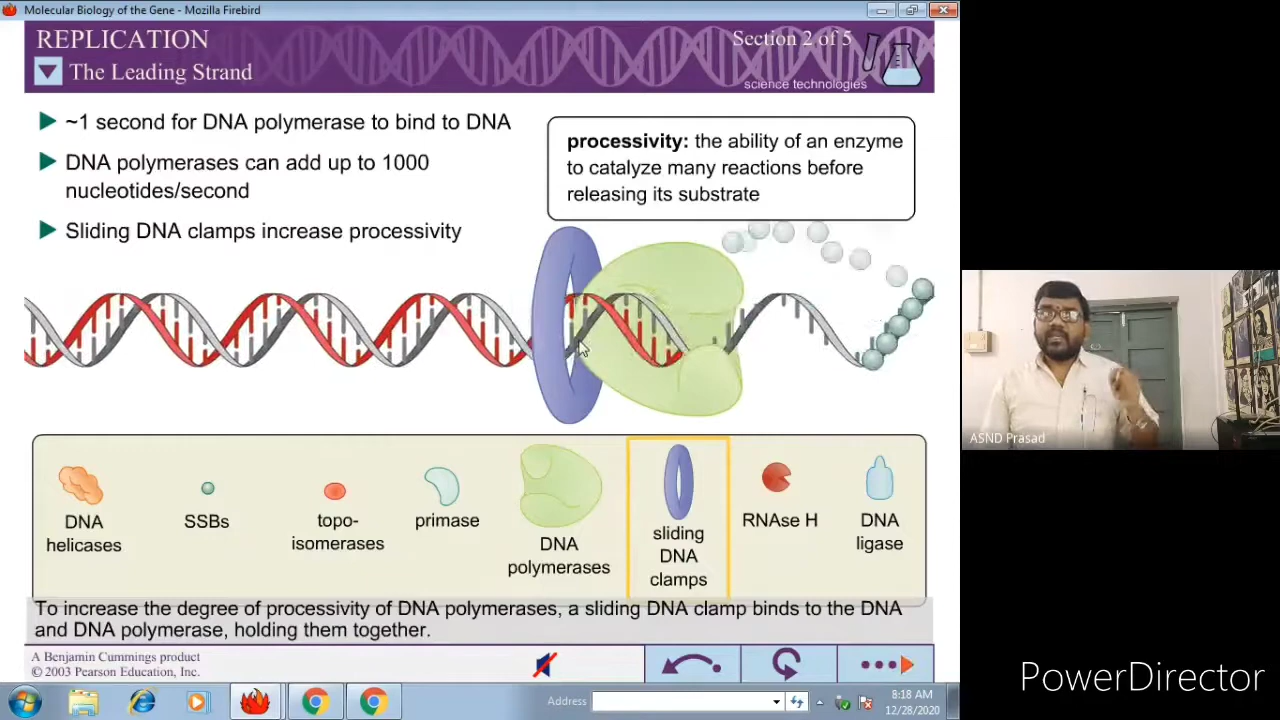 Molecular Biology of the Gene - Mozilla Firebird
REPLICATION
Section 2 of 5
The Leading Strand
science technologies
~1 second for DNA polymerase to bind to DNA
DNA polymerases can add up to 1000
nucleotides/second
Sliding DNA clamps increase processivity
processivity: the ability of an enzyme
to catalyze many reactions before
releasing its substrate
DNA
helicases
SSBs
topo-
isomerases
primase
DNA
polymerases
sliding
DNA
clamps
RNAse H
DNA
ligase
To increase the degree of processivity of DNA polymerases, a sliding DNA clamp binds to the DNA
and DNA polymerase, holding them together.
A Benjamin Cummings product
© 2003 Pearson Education, Inc.
Address
8:18 AM
12/28/2020
ASND Prasad
PowerDirector